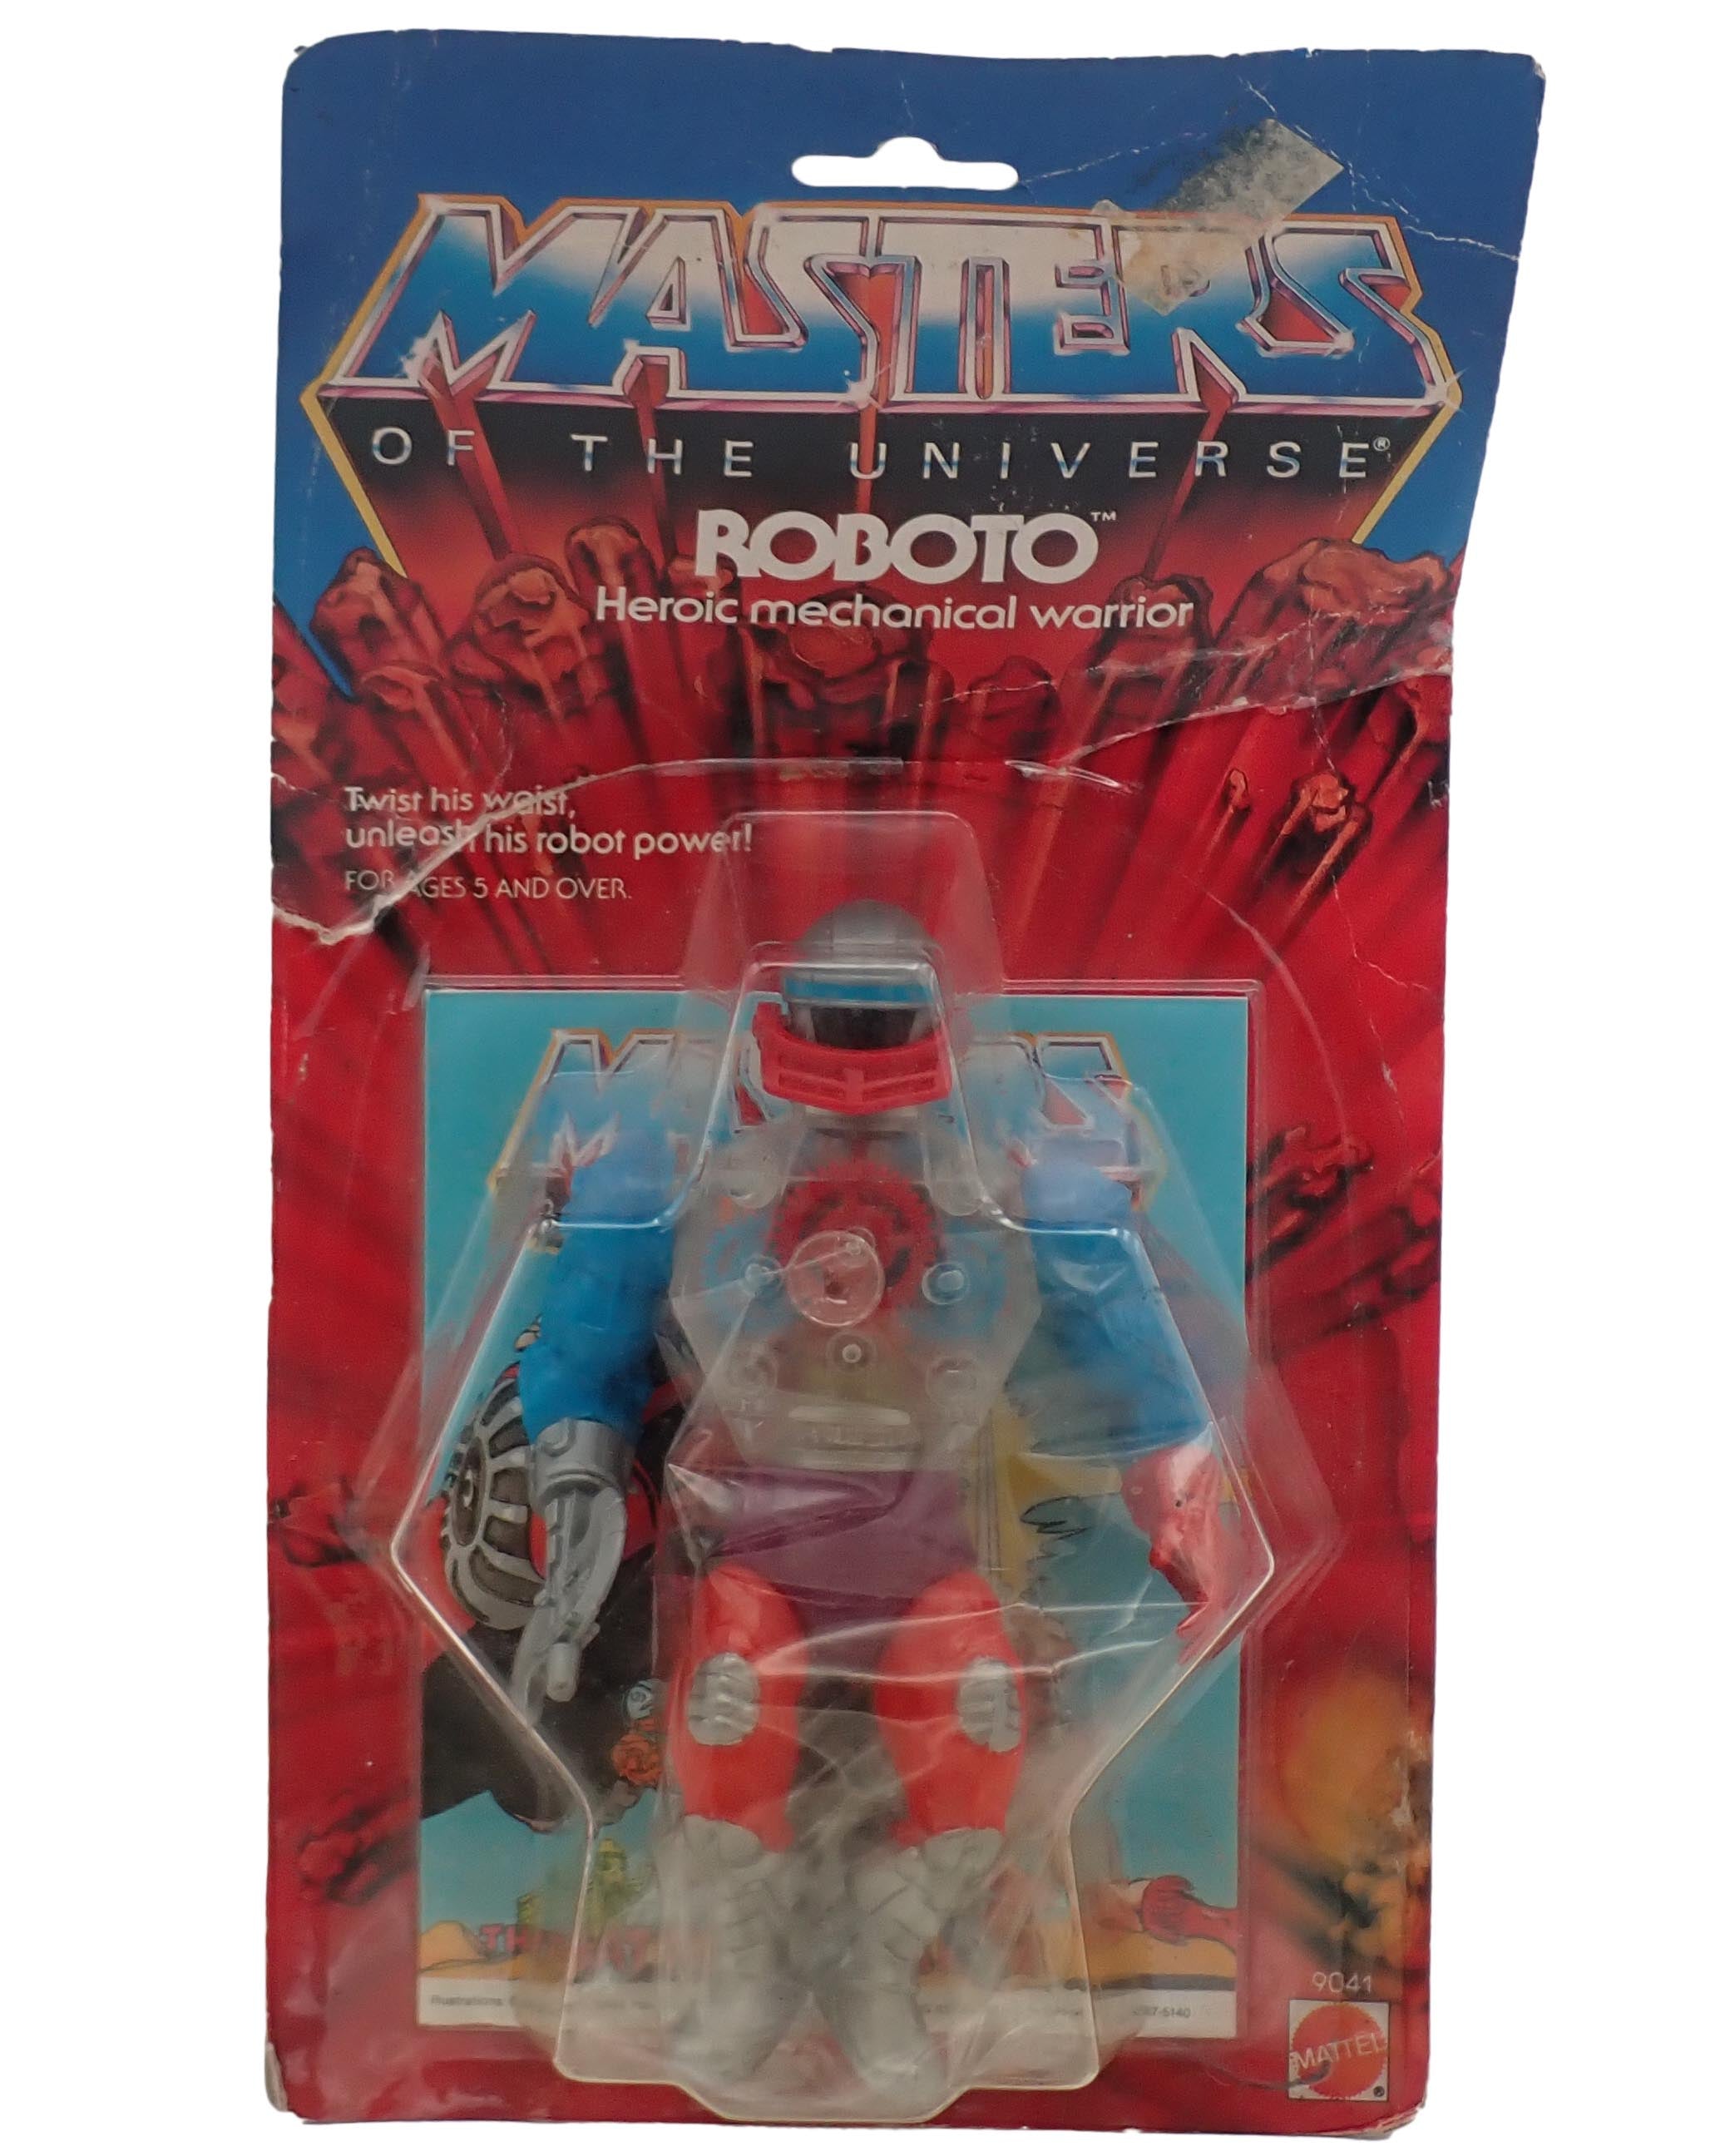 MASTERS
OF THE UNIVERSE®
ROBOTO™
Heroic mechanical warrior
Twist his waist,
unleash his robot power!
FOR AGES 5 AND OVER.
9041
MATTEL
®